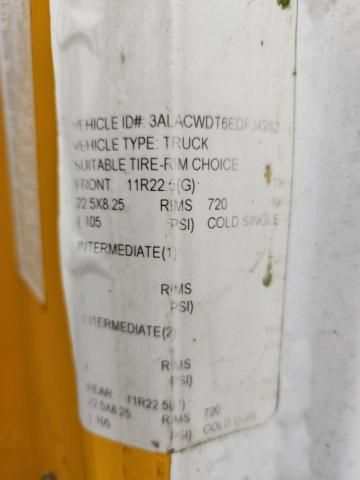 VEHICLE ID#: 3ALACWDT6EDFJ4282
VEHICLE TYPE: TRUCK
SUITABLE TIRE-RIM CHOICE
FRONT: 11R22.5(G)
22.5X8.25 RIMS 720
( 105 PSI) COLD SINGLE
INTERMEDIATE(1)
RIMS
( PSI)
INTERMEDIATE(2)
RIMS
( PSI)
REAR 11R22.5
22.5X8.25 RIMS 720
( 105 PSI) COLD DUAL